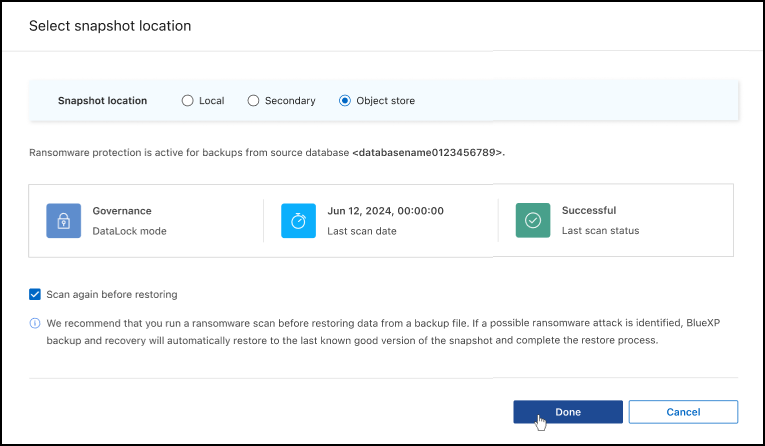 Select snapshot location
Snapshot location Local Secondary Object store
Ransomware protection is active for backups from source database <databasename0123456789>.
Governance Jun 12, 2024, 00:00:00 Successful
DataLock mode Last scan date Last scan status
Scan again before restoring
We recommend that you run a ransomware scan before restoring data from a backup file. If a possible ransomware attack is identified, BlueXP
backup and recovery will automatically restore to the last known good version of the snapshot and complete the restore process.
Done Cancel